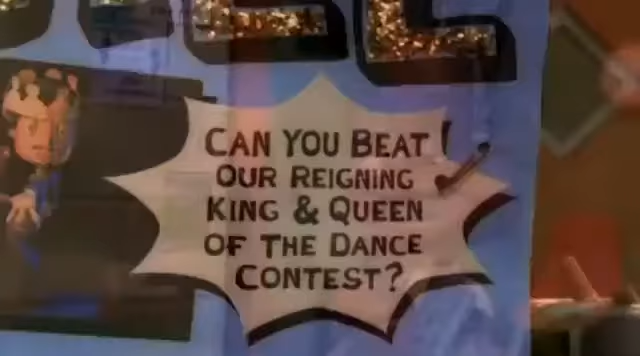 CAN YOU BEAT
OUR REIGNING
KING & QUEEN
OF THE DANCE
CONTEST?